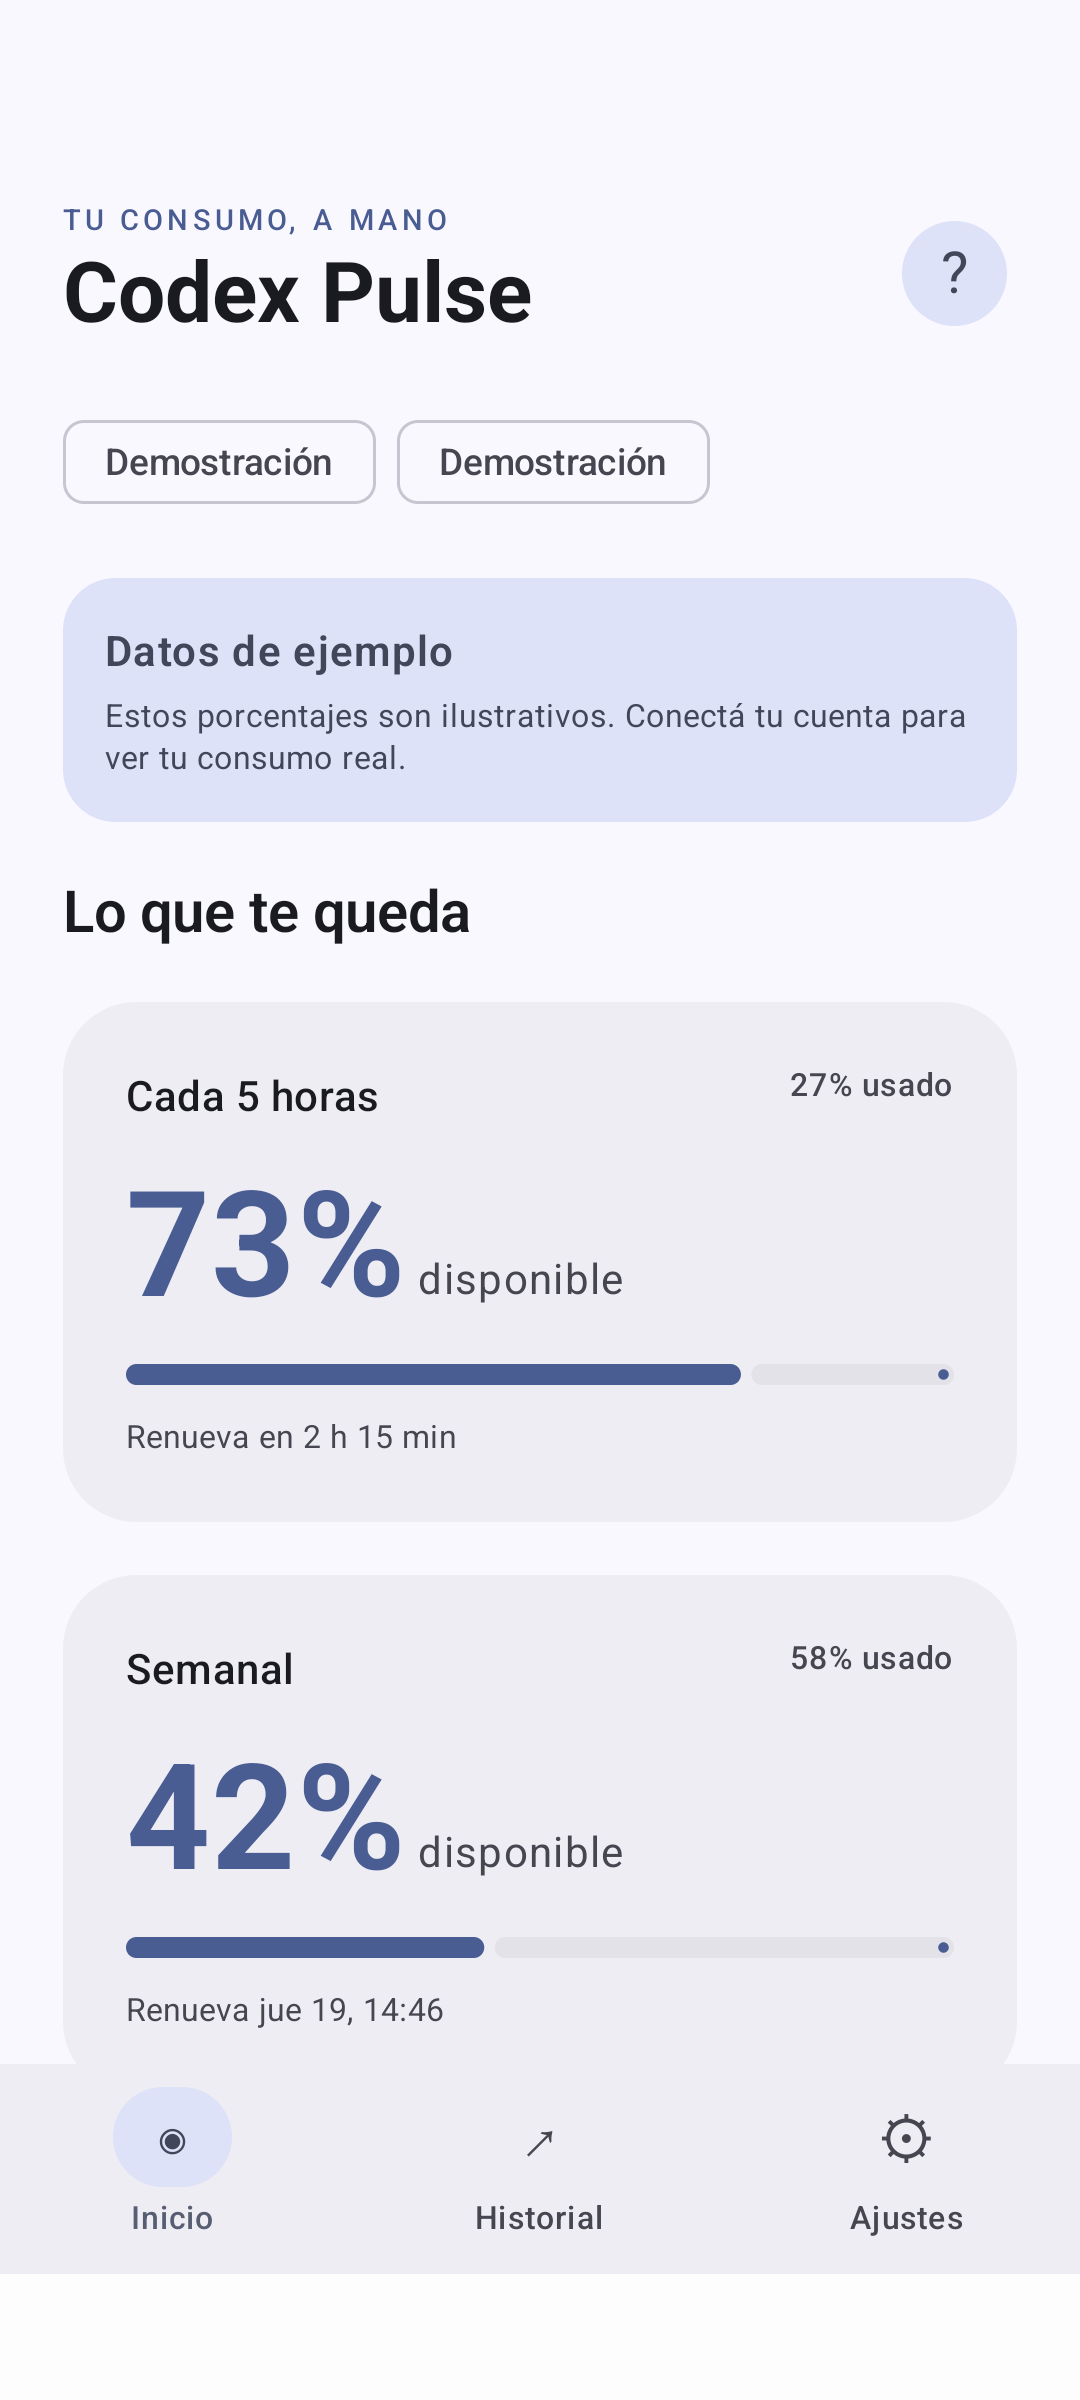 TU CONSUMO, A MANO
Codex Pulse
?
Demostración
Demostración
Datos de ejemplo
Estos porcentajes son ilustrativos. Conectá tu cuenta para
ver tu consumo real.
Lo que te queda
Cada 5 horas
27% usado
73% disponible
Renueva en 2 h 15 min
Semanal
58% usado
42% disponible
Renueva jue 19, 14:46
Inicio
Historial
Ajustes